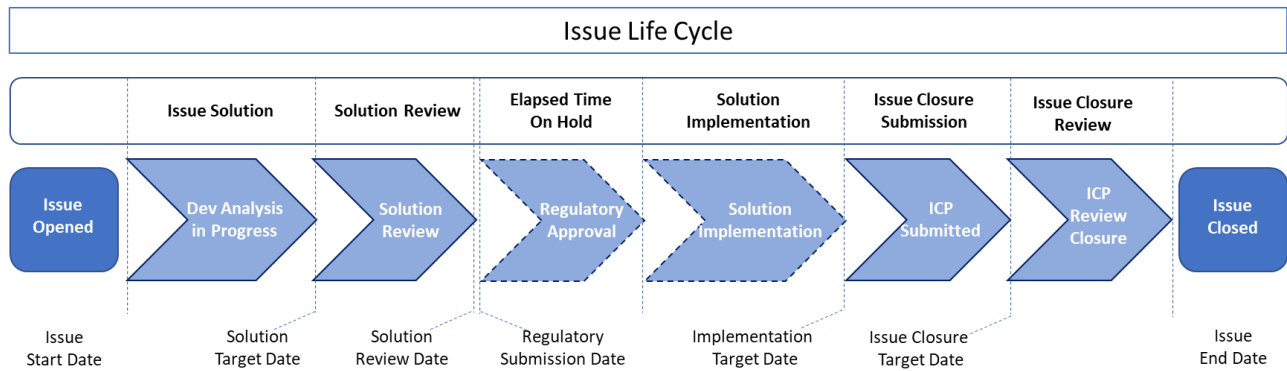 Issue Life Cycle
Issue Solution
Solution Review
Elapsed Time
On Hold
Solution
Implementation
Issue Closure
Submission
Issue Closure
Review
Issue
Opened
Dev Analysis
in Progress
Solution
Review
Regulatory
Approval
Solution
Implementation
ICP
Submitted
ICP
Review
Closure
Issue
Closed
Issue
Start Date
Solution
Target Date
Solution
Review Date
Regulatory
Submission Date
Implementation
Target Date
Issue Closure
Target Date
Issue
End Date